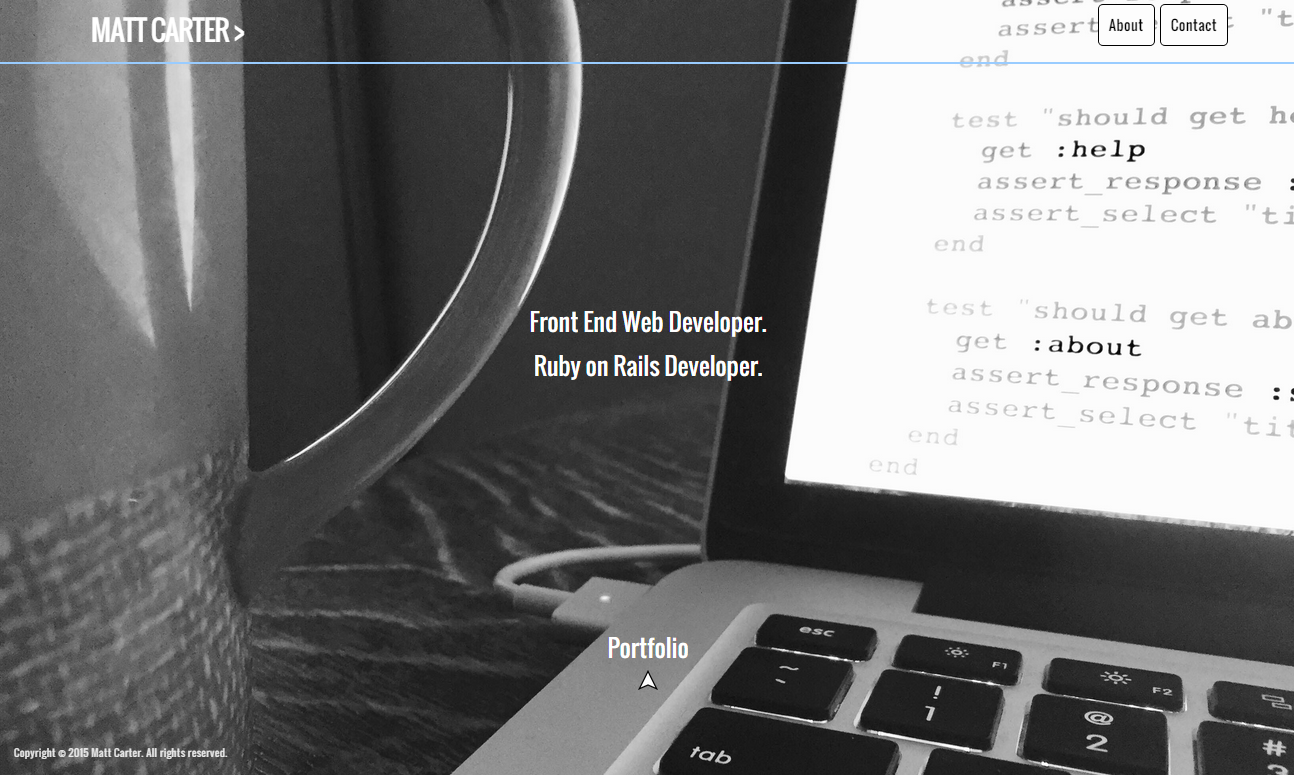 MATT CARTER >
About
Contact
assert
"t
end
test "should get h
get :help
assert_response :
assert_select "ti
end
test "should get ab
get :about
assert_response :s
assert_select "tit
end
end
Front End Web Developer.
Ruby on Rails Developer.
Portfolio
esc
F1
F2
~
!
1
@
2
#
3
tab
Copyright © 2015 Matt Carter. All rights reserved.